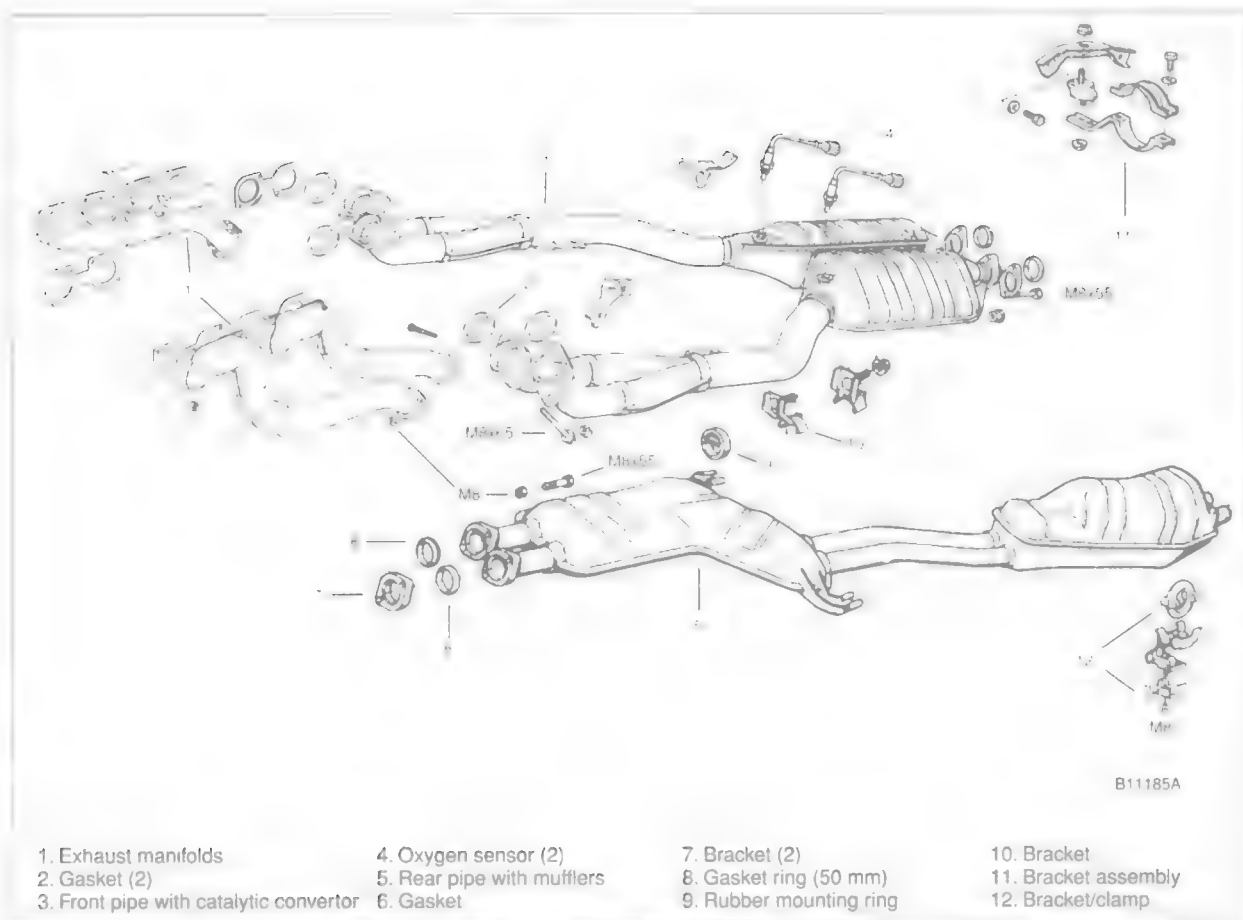 4
M8x55
M8x55
M8
M8
B11185A
1. Exhaust manifolds
2. Gasket (2)
3. Front pipe with catalytic convertor
4. Oxygen sensor (2)
5. Rear pipe with mufflers
6. Gasket
7. Bracket (2)
8. Gasket ring (50 mm)
9. Rubber mounting ring
10. Bracket
11. Bracket assembly
12. Bracket/clamp